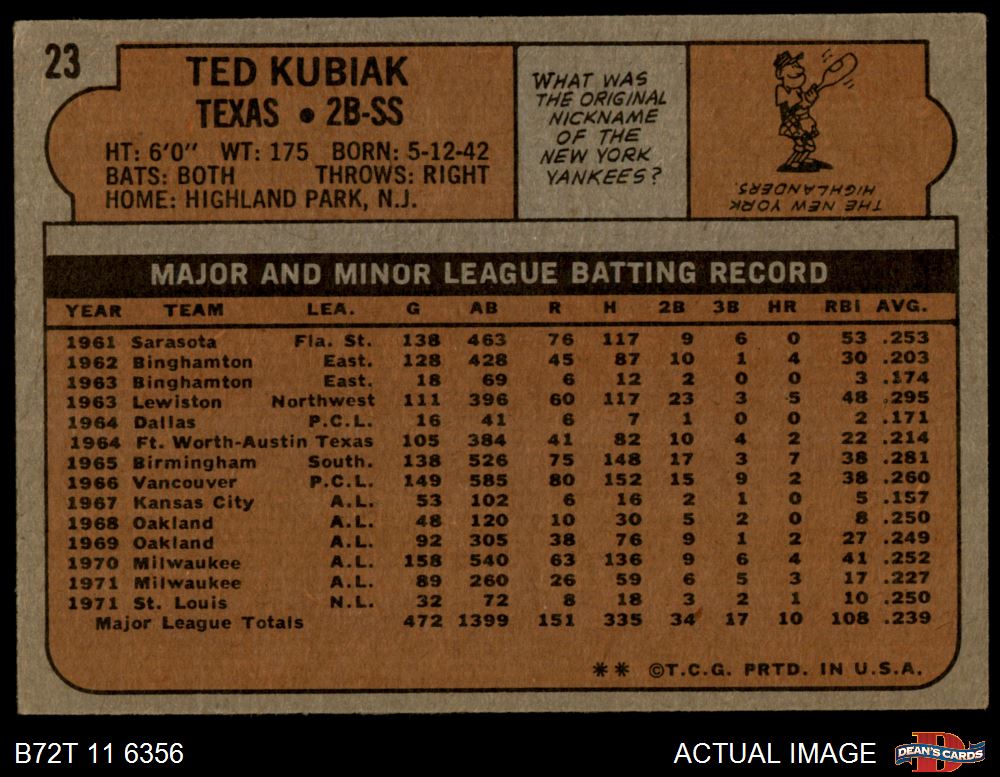 23
TED KUBIAK
TEXAS • 2B-SS
HT: 6'0" WT: 175 BORN: 5-12-42
BATS: BOTH THROWS: RIGHT
HOME: HIGHLAND PARK, N.J.
WHAT WAS
THE ORIGINAL
NICKNAME
OF THE
NEW YORK
YANKEES?
THE NEW YORK
HIGHLANDERS.
MAJOR AND MINOR LEAGUE BATTING RECORD
YEAR TEAM LEA. G AB R H 2B 3B HR RBI AVG.
1961 Sarasota Fla. St. 138 463 76 117 9 6 0 53 .253
1962 Binghamton East. 128 428 45 87 10 1 4 30 .203
1963 Binghamton East. 18 69 6 12 2 0 0 3 .174
1963 Lewiston Northwest 111 396 60 117 23 3 5 48 .295
1964 Dallas P.C.L. 16 41 6 7 1 0 0 2 .171
1964 Ft. Worth-Austin Texas 105 384 41 82 10 4 2 22 .214
1965 Birmingham South. 138 526 75 148 17 3 7 38 .281
1966 Vancouver P.C.L. 149 585 80 152 15 9 2 38 .260
1967 Kansas City A.L. 53 102 6 16 2 1 0 5 .157
1968 Oakland A.L. 48 120 10 30 5 2 0 8 .250
1969 Oakland A.L. 92 305 38 76 9 1 2 27 .249
1970 Milwaukee A.L. 158 540 63 136 9 6 4 41 .252
1971 Milwaukee A.L. 89 260 26 59 6 5 3 17 .227
1971 St. Louis N.L. 32 72 8 18 3 2 1 10 .250
Major League Totals 472 1399 151 335 34 17 10 108 .239
** ©T.C.G. PRTD. IN U.S.A.
B72T 11 6356
ACTUAL IMAGE
DEAN'S CARDS